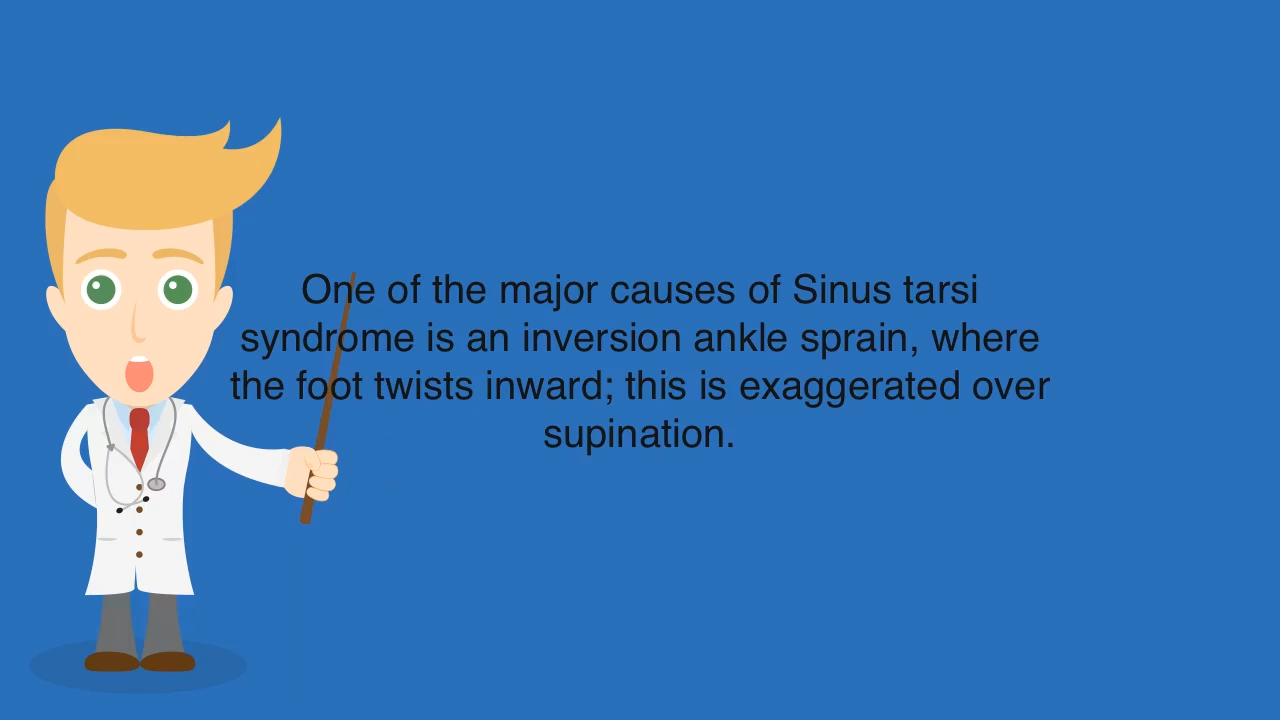 One of the major causes of Sinus tarsi
syndrome is an inversion ankle sprain, where
the foot twists inward; this is exaggerated over
supination.